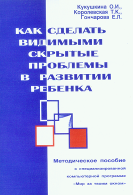 Кукушкина О.И.
Королевская Т.К.
Гончарова Е.Л.
КАК СДЕЛАТЬ
ВИДИМЫМИ
СКРЫТЫЕ
ПРОБЛЕМЫ
В РАЗВИТИИ
РЕБЕНКА
Методическое пособие
к специализированной
компьютерной программе
«Мир за твоим окном»